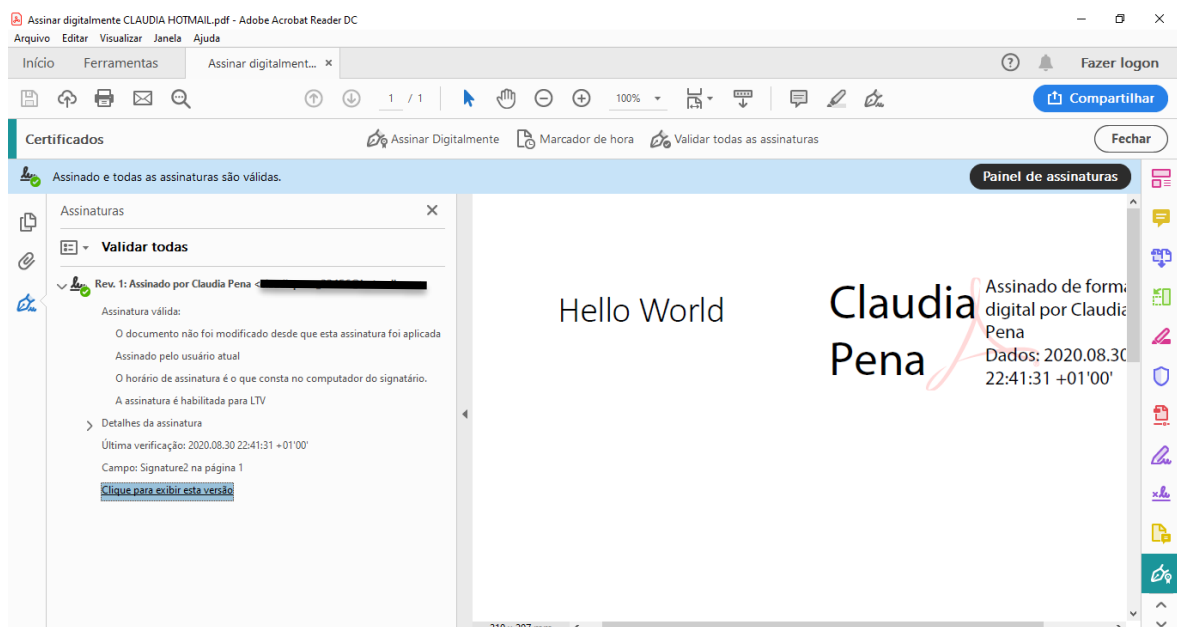 Assinar digitalmente CLAUDIA HOTMAIL.pdf - Adobe Acrobat Reader DC
Arquivo Editar Visualizar Janela Ajuda
Início Ferramentas Assinar digitalment... × Fazer logon
1 / 1 100% Compartilhar
Certificados Assinar Digitalmente Marcador de hora Validar todas as assinaturas Fechar
Assinado e todas as assinaturas são válidas. Painel de assinaturas
Assinaturas
Validar todas
Rev. 1: Assinado por Claudia Pena <
Assinatura válida:
O documento não foi modificado desde que esta assinatura foi aplicada
Assinado pelo usuário atual
O horário de assinatura é o que consta no computador do signatário.
A assinatura é habilitada para LTV
Detalhes da assinatura
Última verificação: 2020.08.30 22:41:31 +01'00'
Campo: Signature2 na página 1
Clique para exibir esta versão
Hello World
Claudia
Pena
Assinado de forma
digital por Claudia
Pena
Dados: 2020.08.30
22:41:31 +01'00'